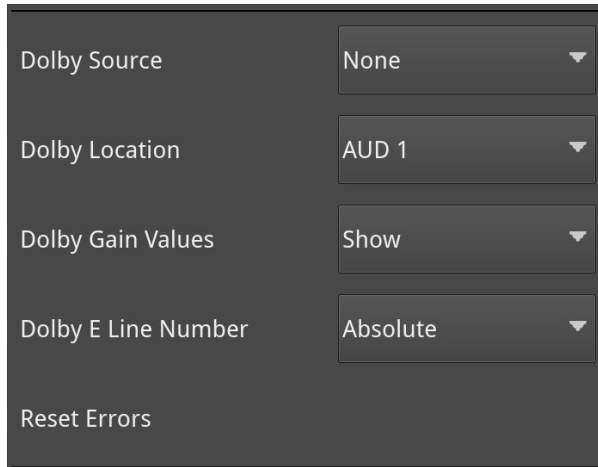 Dolby Source None
Dolby Location AUD 1
Dolby Gain Values Show
Dolby E Line Number Absolute
Reset Errors